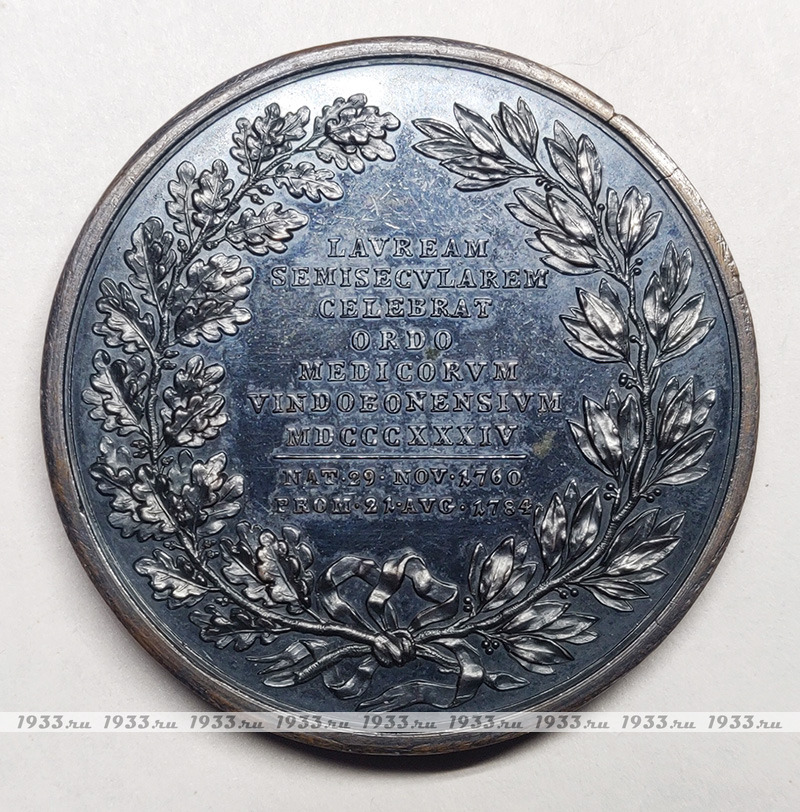 LAVREAM
SEMISECVLAREM
CELEBRAT
ORDO
MEDICORVM
VINDOBONENSIVM
MDCCCXXXIV
NAT·29·NOV·1760
PROM·21·AVG·1784
1933.ru 1933.ru 1933.ru 1933.ru 1933.ru 1933.ru 1933.ru 1933.ru 1933.ru